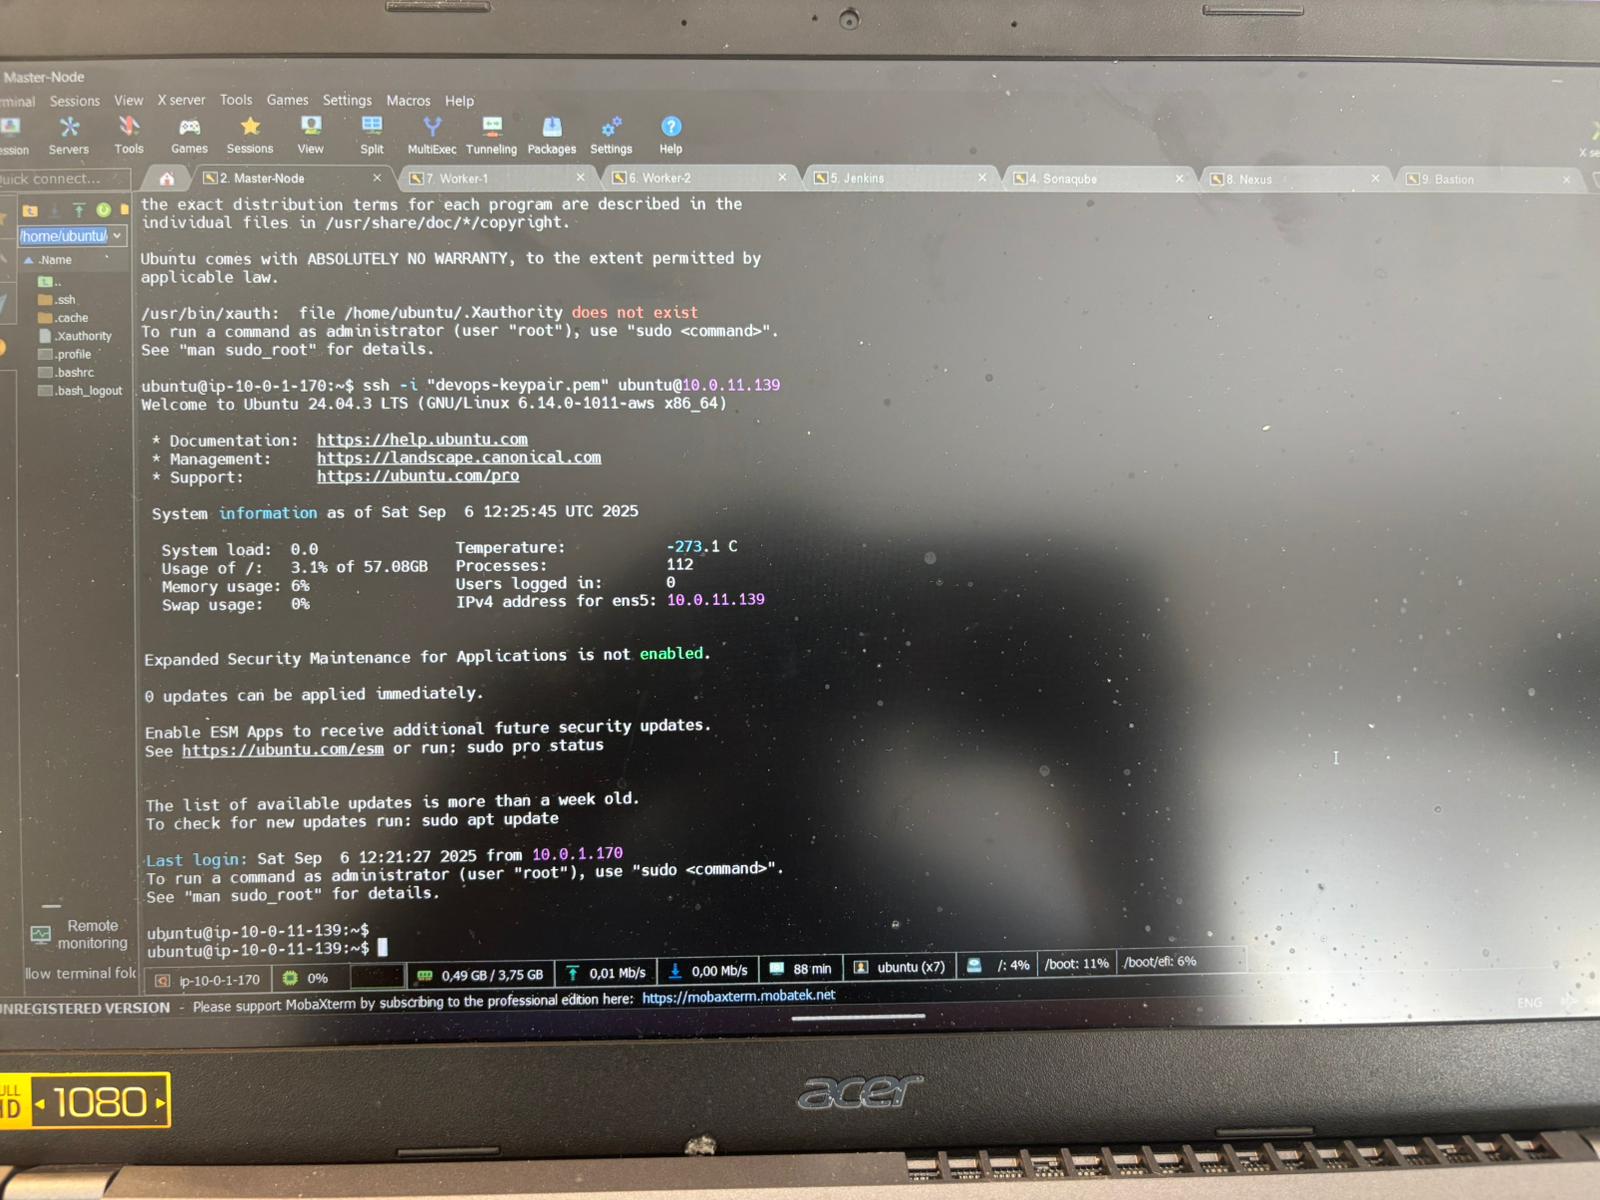 Master-Node
Sessions View X server Tools Games Settings Macros Help
Servers Tools Games Sessions View Split MultiExec Tunneling Packages Settings Help
2. Master-Node 7. Worker-1 6. Worker-2 5. Jenkins 4. Sonaqube 8. Nexus 9. Bastion
uick connect...
/home/ubuntu/
Name
..
.ssh
.cache
.Xauthority
.profile
.bashrc
.bash_logout
the exact distribution terms for each program are described in the
individual files in /usr/share/doc/*/copyright.
Ubuntu comes with ABSOLUTELY NO WARRANTY, to the extent permitted by
applicable law.
/usr/bin/xauth:  file /home/ubuntu/.Xauthority does not exist
To run a command as administrator (user "root"), use "sudo <command>".
See "man sudo_root" for details.
ubuntu@ip-10-0-1-170:~$ ssh -i "devops-keypair.pem" ubuntu@10.0.11.139
Welcome to Ubuntu 24.04.3 LTS (GNU/Linux 6.14.0-1011-aws x86_64)
* Documentation:  https://help.ubuntu.com
* Management:     https://landscape.canonical.com
* Support:        https://ubuntu.com/pro
System information as of Sat Sep  6 12:25:45 UTC 2025
System load:  0.0   Temperature:   -273.1 C
Usage of /:   3.1% of 57.08GB   Processes:   112
Memory usage: 6%   Users logged in:   0
Swap usage:   0%   IPv4 address for ens5: 10.0.11.139
Expanded Security Maintenance for Applications is not enabled.
0 updates can be applied immediately.
Enable ESM Apps to receive additional future security updates.
See https://ubuntu.com/esm or run: sudo pro status
The list of available updates is more than a week old.
To check for new updates run: sudo apt update
Last login: Sat Sep  6 12:21:27 2025 from 10.0.1.170
To run a command as administrator (user "root"), use "sudo <command>".
See "man sudo_root" for details.
ubuntu@ip-10-0-11-139:~$
ubuntu@ip-10-0-11-139:~$
Remote
monitoring
llow terminal fold
ip-10-0-1-170 0% 0,49 GB / 3,75 GB 0,01 Mb/s 0,00 Mb/s 88 min ubuntu (x7) /: 4% /boot: 11% /boot/efi: 6%
UNREGISTERED VERSION - Please support MobaXterm by subscribing to the professional edition here: https://mobaxterm.mobatek.net
ENG
1080
acer